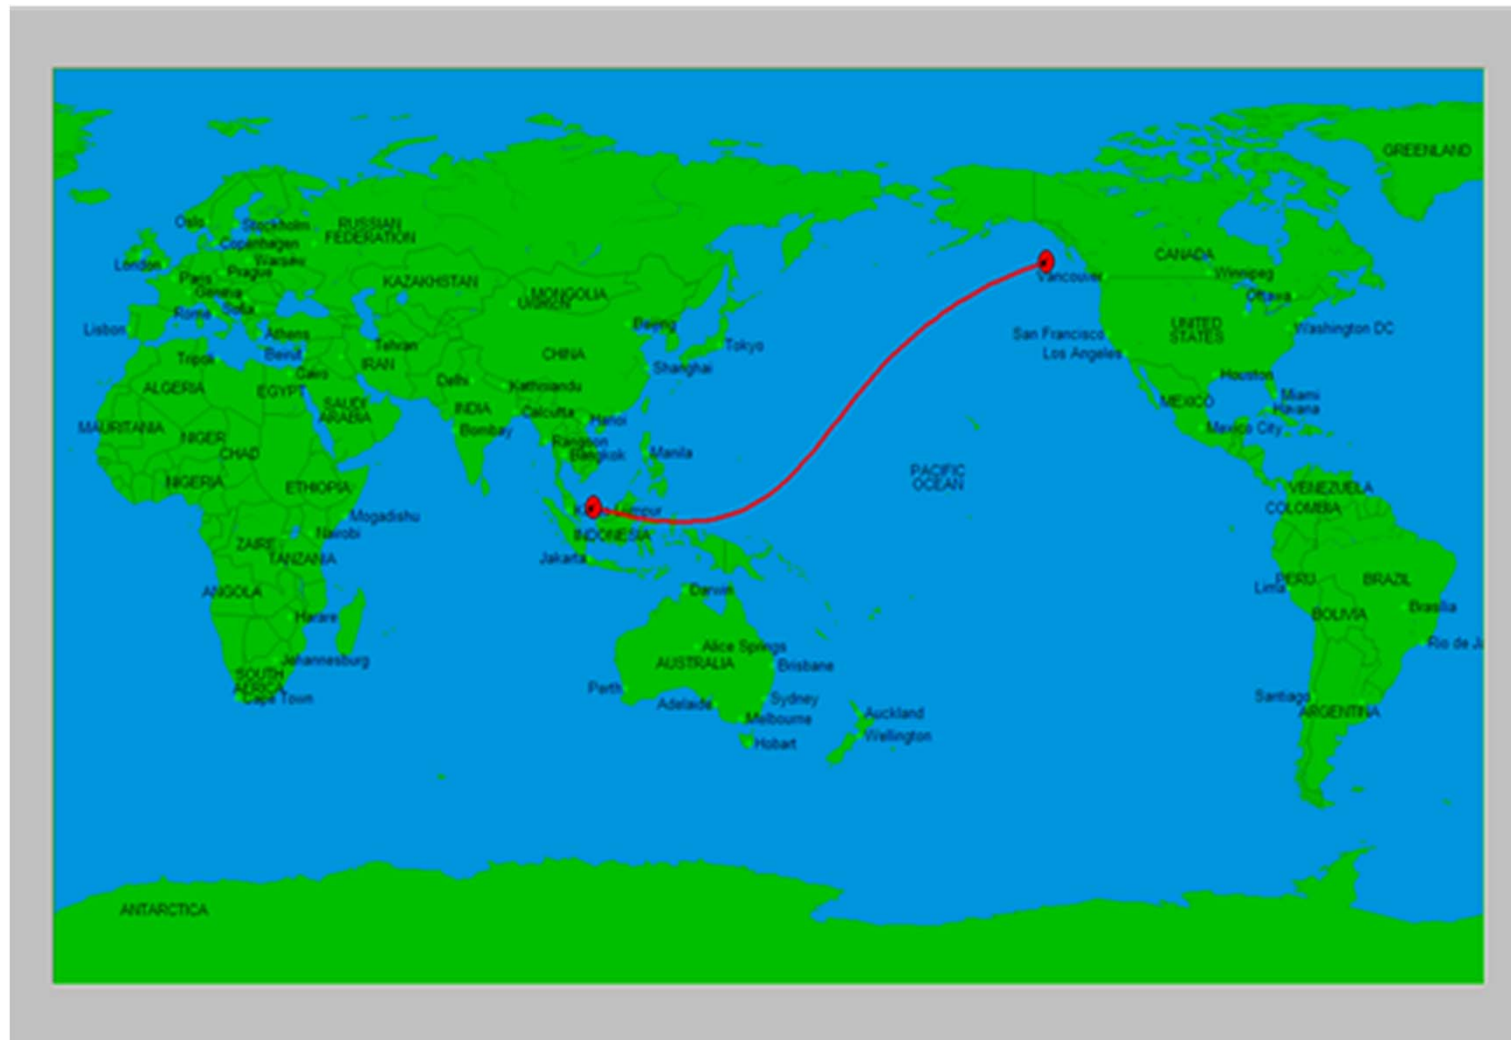 GREENLAND
Oslo
Stockholm
RUSSIAN
FEDERATION
Copenhagen
London
Warsaw
Paris
Prague
Geneva
Rome
Sofia
Lisbon
Athens
Beirut
Tripoli
Cairo
Tehran
IRAN
KAZAKHSTAN
MONGOLIA
Beijing
Tokyo
CHINA
Shanghai
ALGERIA
EGYPT
SAUDI
ARABIA
Delhi
Kathmandu
INDIA
Calcutta
Hanoi
Bombay
Rangoon
Bangkok
Manila
MAURITANIA
NIGER
CHAD
NIGERIA
ETHIOPIA
Mogadishu
Nairobi
ZAIRE
TANZANIA
ANGOLA
Harare
Johannesburg
SOUTH
AFRICA
Cape Town
INDONESIA
Jakarta
Darwin
Alice Springs
AUSTRALIA
Brisbane
Perth
Adelaide
Sydney
Melbourne
Hobart
Auckland
Wellington
PACIFIC
OCEAN
CANADA
Vancouver
Winnipeg
Ottawa
UNITED
STATES
San Francisco
Los Angeles
Washington DC
Houston
Miami
Havana
MEXICO
Mexico City
VENEZUELA
COLOMBIA
PERU
Lima
BRAZIL
Brasilia
BOLIVIA
Rio de Ja
Santiago
ARGENTINA
ANTARCTICA